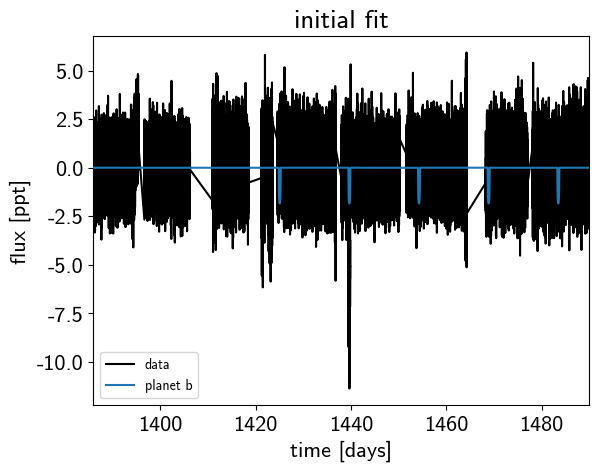 initial fit
5.0
2.5
0.0
-2.5
-5.0
-7.5
-10.0
flux [ppt]
data
planet b
1400 1420 1440 1460 1480
time [days]